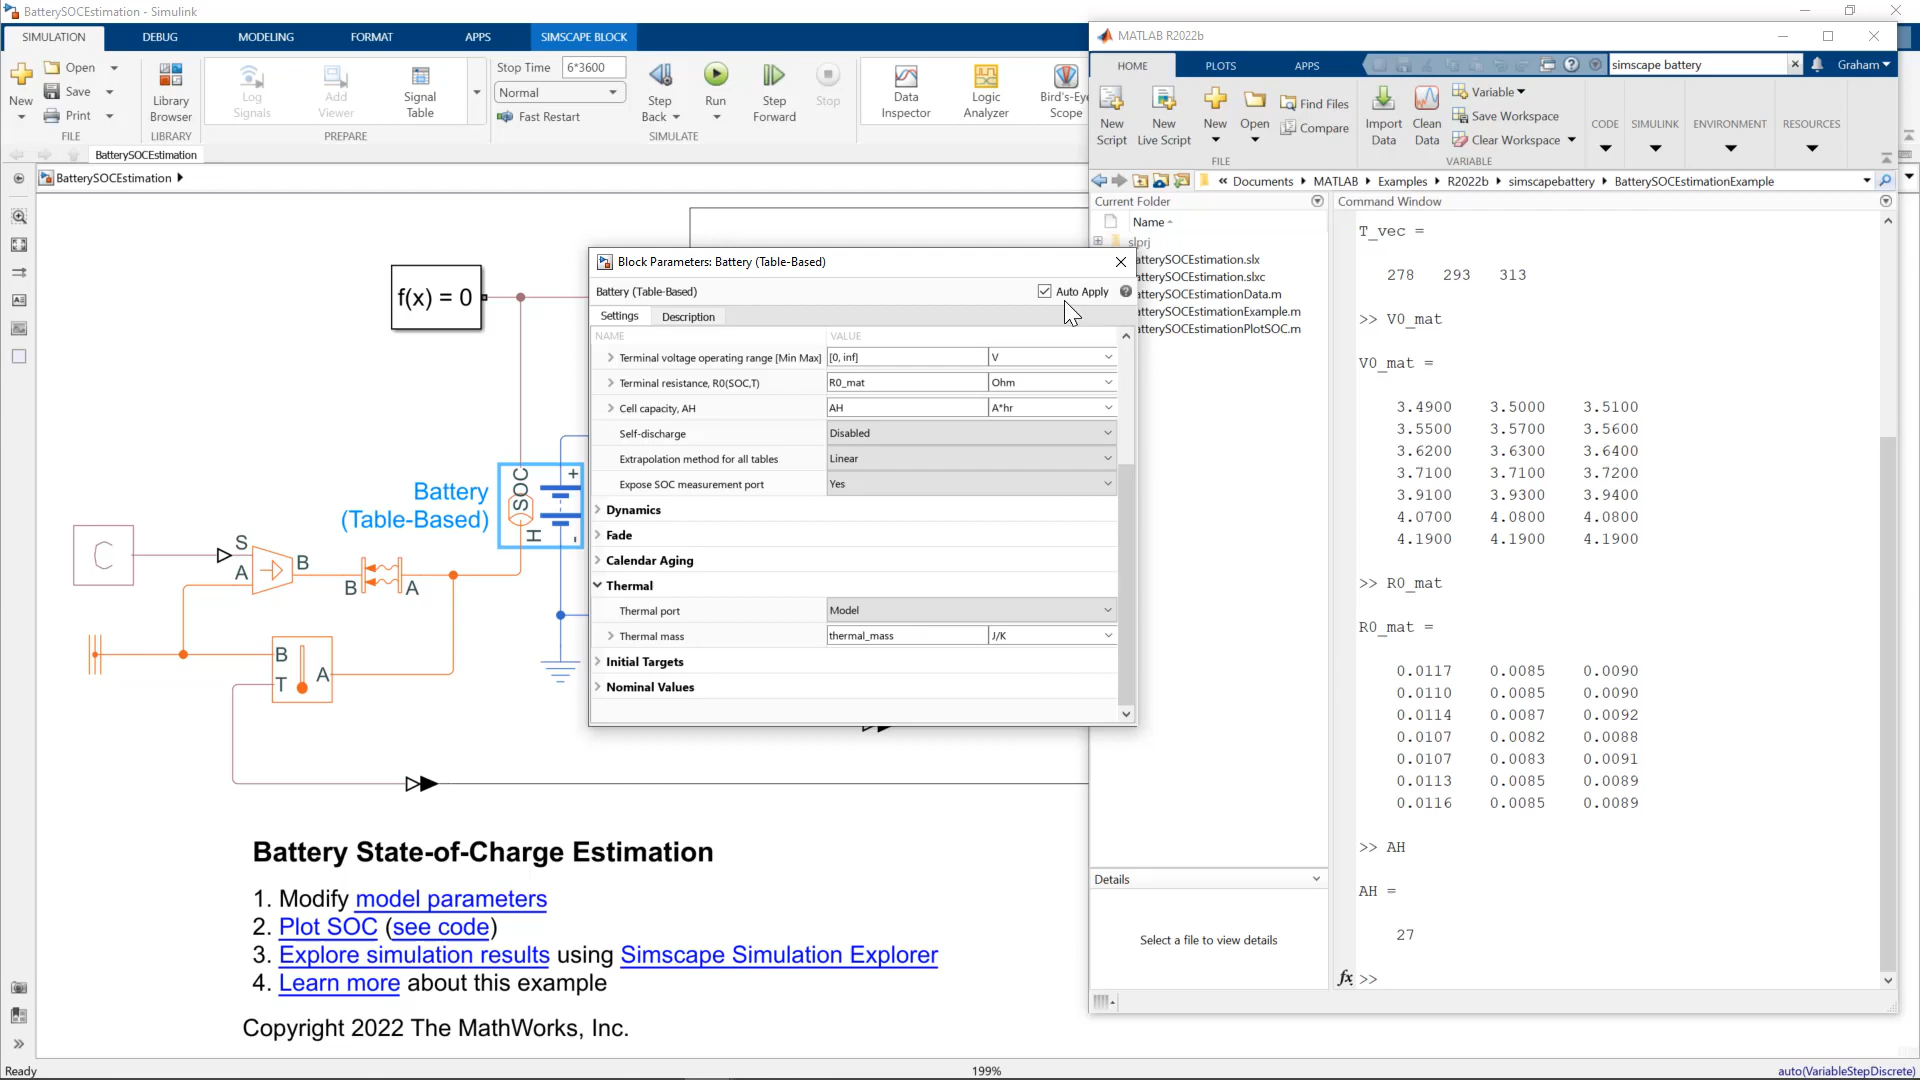 BatterySOCEstimation - Simulink
SIMULATION DEBUG MODELING FORMAT APPS SIMSCAPE BLOCK
New
Open
Save
Print
FILE
Library Browser
LIBRARY
Log Signals
Add Viewer
Signal Table
PREPARE
Stop Time 6*3600
Normal
Fast Restart
Step Back
Run
Step Forward
Stop
SIMULATE
Data Inspector
Logic Analyzer
Bird's-Eye Scope
BatterySOCEstimation
BatterySOCEstimation
f(x) = 0
Battery
(Table-Based)
SOC
H
+
-
C
S
A
B
B
A
B
T
A
Battery State-of-Charge Estimation
1. Modify model parameters
2. Plot SOC (see code)
3. Explore simulation results using Simscape Simulation Explorer
4. Learn more about this example
Copyright 2022 The MathWorks, Inc.
Ready
199%
auto(VariableStepDiscrete)
Block Parameters: Battery (Table-Based)
Battery (Table-Based)
Auto Apply
Settings Description
NAME VALUE
Terminal voltage operating range [Min Max] [0, inf] V
Terminal resistance, R0(SOC,T) R0_mat Ohm
Cell capacity, AH AH A*hr
Self-discharge Disabled
Extrapolation method for all tables Linear
Expose SOC measurement port Yes
Dynamics
Fade
Calendar Aging
Thermal
Thermal port Model
Thermal mass thermal_mass J/K
Initial Targets
Nominal Values
MATLAB R2022b
HOME PLOTS APPS
simscape battery
Graham
New Script
New Live Script
New
Open
Find Files
Compare
FILE
Import Data
Clean Data
Variable
Save Workspace
Clear Workspace
VARIABLE
CODE
SIMULINK
ENVIRONMENT
RESOURCES
« Documents MATLAB Examples R2022b simscapebattery BatterySOCEstimationExample
Current Folder
Name
slprj
atterySOCEstimation.slx
atterySOCEstimation.slxc
atterySOCEstimationData.m
atterySOCEstimationExample.m
atterySOCEstimationPlotSOC.m
Details
Select a file to view details
Command Window
T_vec =
278 293 313
>> V0_mat
V0_mat =
3.4900 3.5000 3.5100
3.5500 3.5700 3.5600
3.6200 3.6300 3.6400
3.7100 3.7100 3.7200
3.9100 3.9300 3.9400
4.0700 4.0800 4.0800
4.1900 4.1900 4.1900
>> R0_mat
R0_mat =
0.0117 0.0085 0.0090
0.0110 0.0085 0.0090
0.0114 0.0087 0.0092
0.0107 0.0082 0.0088
0.0107 0.0083 0.0091
0.0113 0.0085 0.0089
0.0116 0.0085 0.0089
>> AH
AH =
27
fx >>